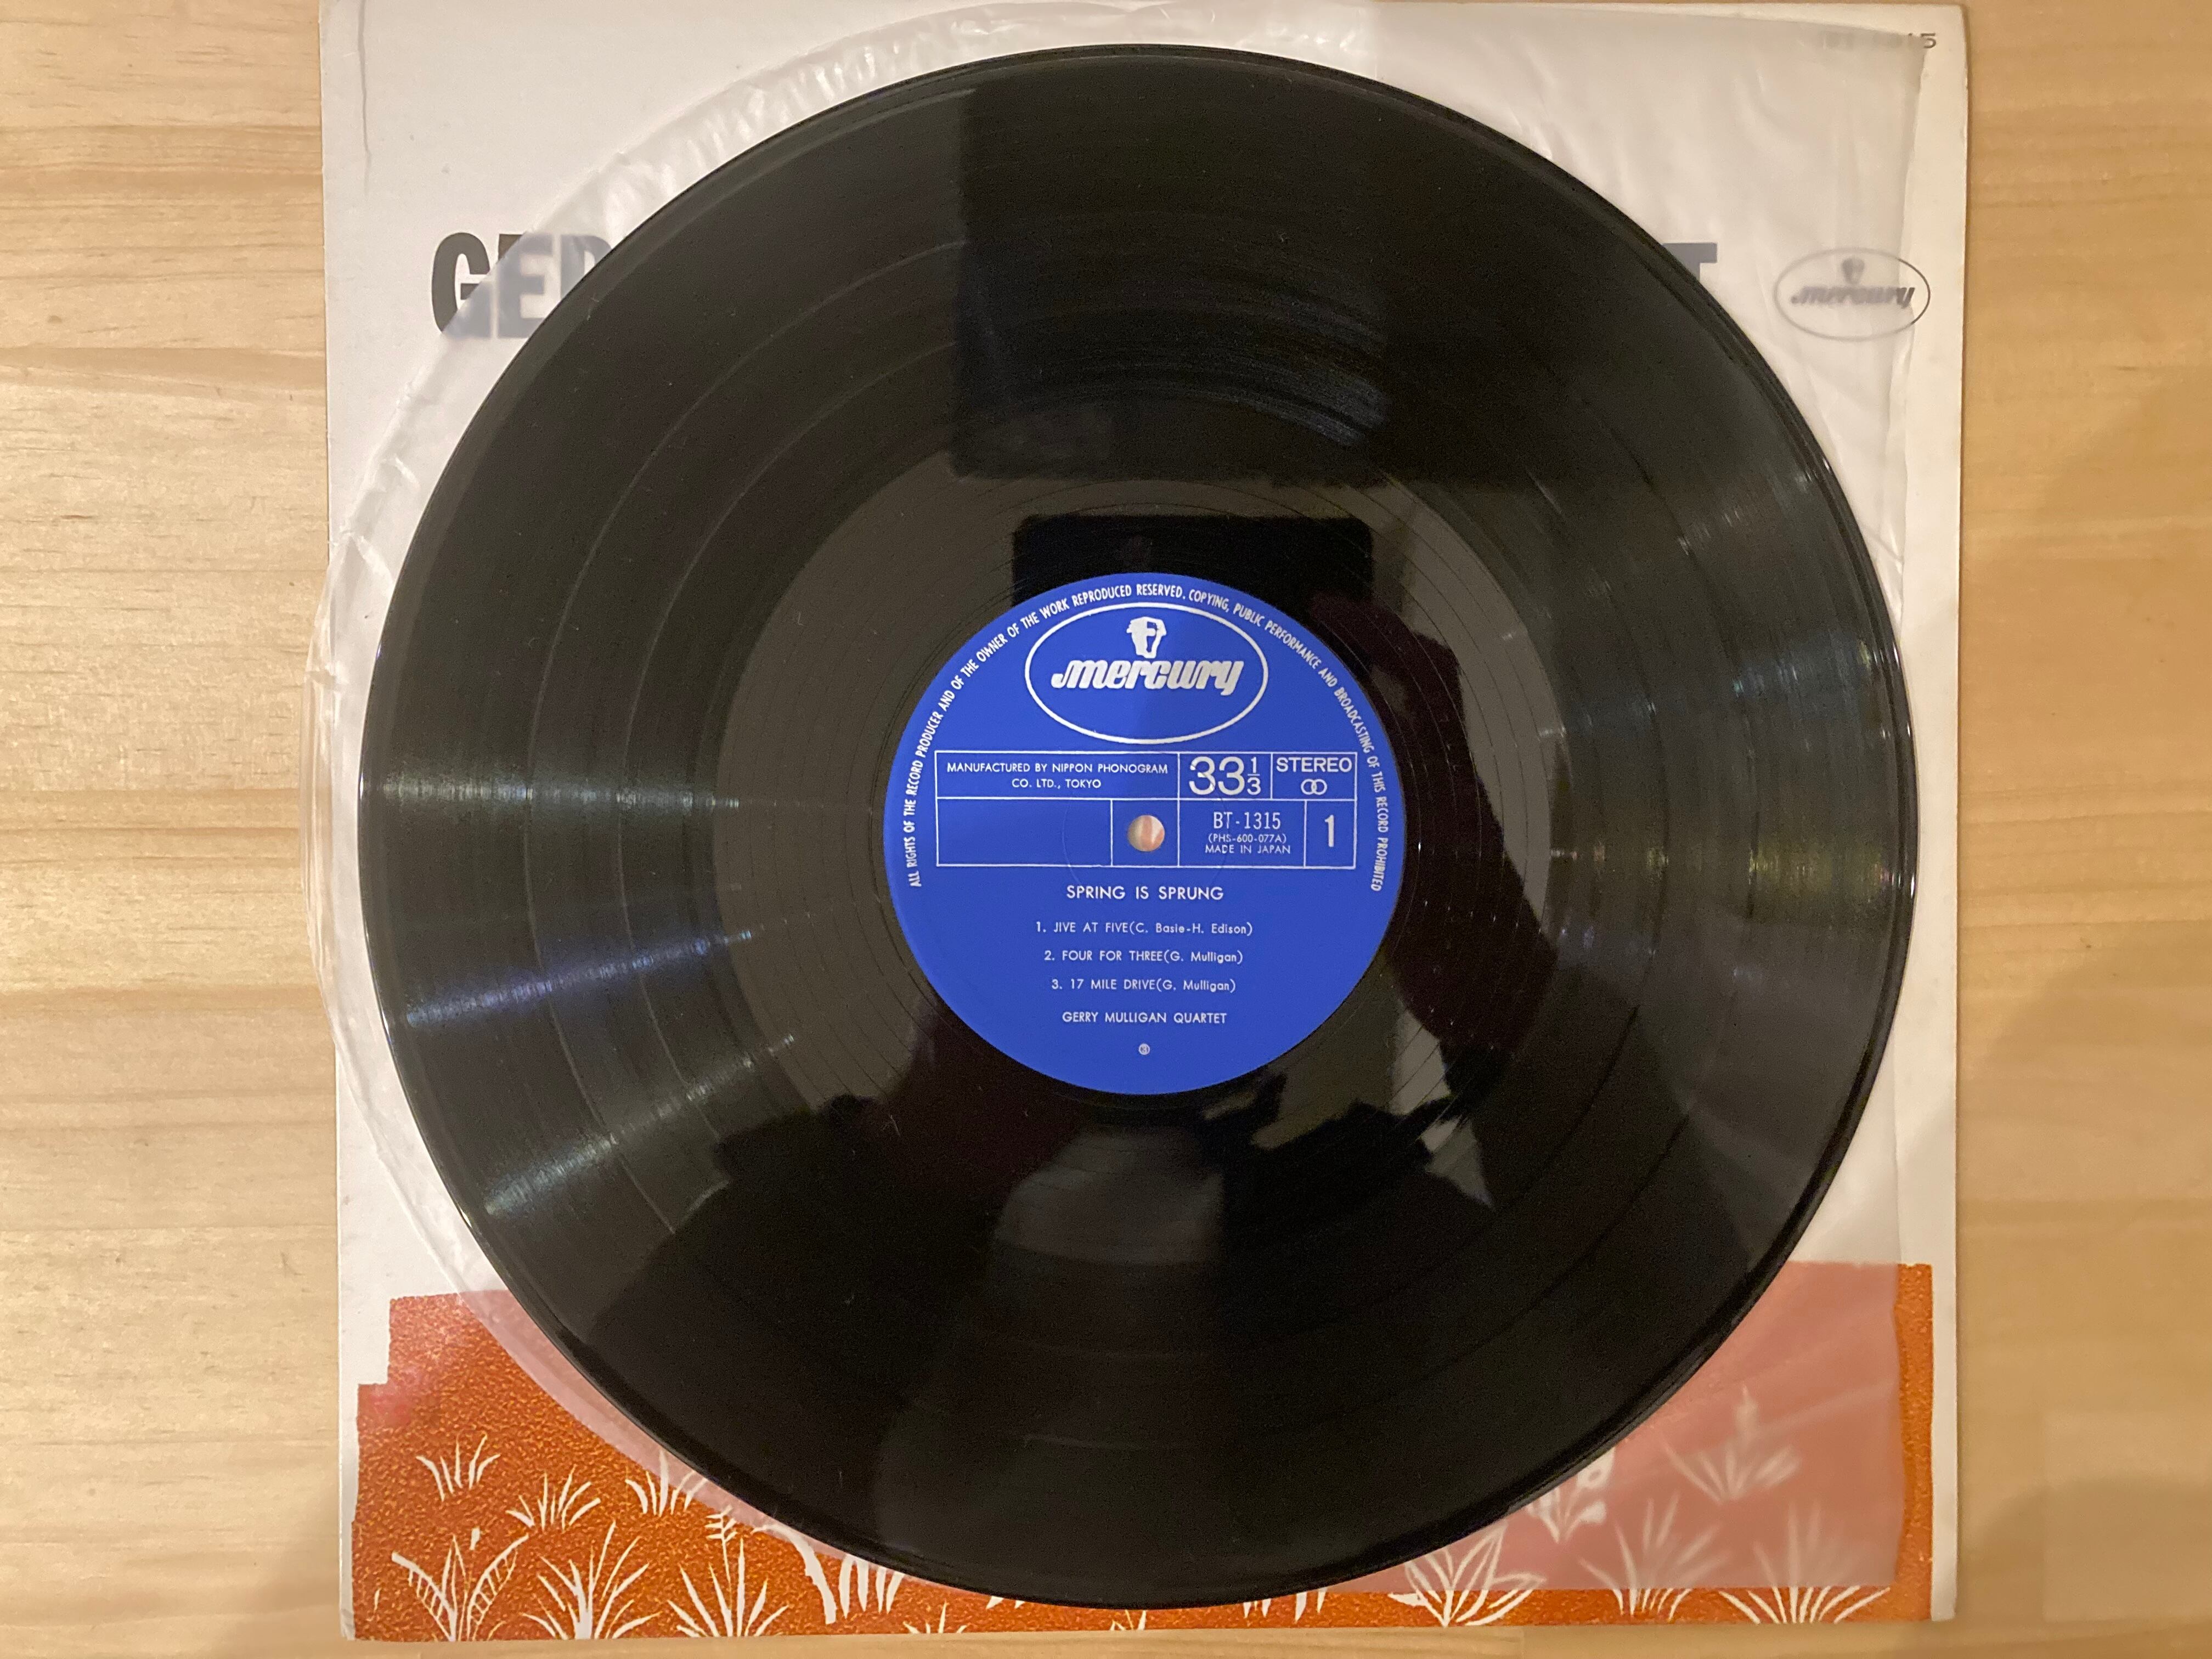 GER
T
mercury
ALL RIGHTS OF THE RECORD PRODUCER AND OF THE OWNER OF THE WORK REPRODUCED RESERVED. COPYING, PUBLIC PERFORMANCE AND BROADCASTING OF THIS RECORD PROHIBITED
mercury
MANUFACTURED BY NIPPON PHONOGRAM
CO. LTD., TOKYO
33 1/3
STEREO
BT-1315
(PHS-600-077A)
MADE IN JAPAN
1
SPRING IS SPRUNG
1. JIVE AT FIVE(C. Basie-H. Edison)
2. FOUR FOR THREE(G. Mulligan)
3. 17 MILE DRIVE(G. Mulligan)
GERRY MULLIGAN QUARTET